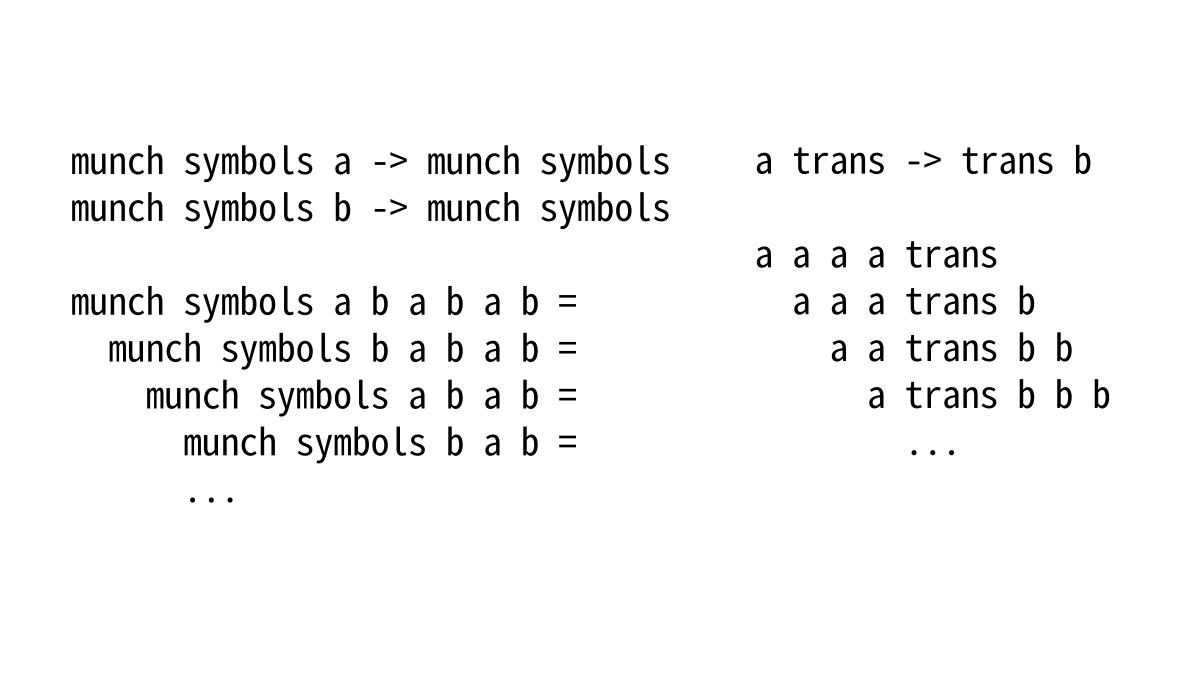 munch symbols a -> munch symbols
munch symbols b -> munch symbols
munch symbols a b a b a b =
munch symbols b a b a b =
munch symbols a b a b =
munch symbols b a b =
...
a trans -> trans b
a a a a trans
a a a trans b
a a trans b b
a trans b b b
...